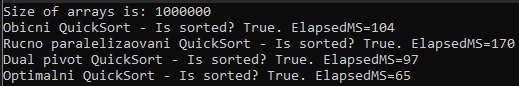 Size of arrays is: 1000000
Obicni QuickSort - Is sorted? True. ElapsedMS=104
Rucno paralelizaovani QuickSort - Is sorted? True. ElapsedMS=170
Dual pivot QuickSort - Is sorted? True. ElapsedMS=97
Optimalni QuickSort - Is sorted? True. ElapsedMS=65